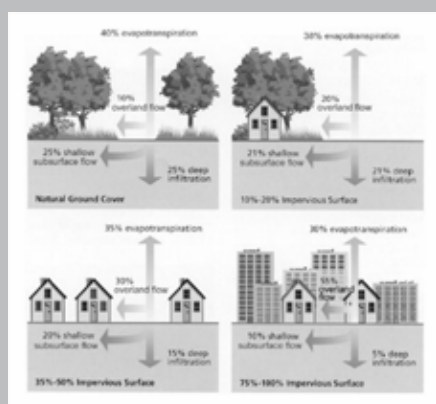 40% evapotranspiration
10%
overland flow
25% shallow
subsurface flow
25% deep
infiltration
Natural Ground Cover
38% evapotranspiration
20%
overland flow
21% shallow
subsurface flow
21% deep
infiltration
10%-20% Impervious Surface
35% evapotranspiration
30%
overland flow
20% shallow
subsurface flow
15% deep
infiltration
35%-50% Impervious Surface
30% evapotranspiration
55%
overland
flow
10% shallow
subsurface flow
5% deep
infiltration
75%-100% Impervious Surface